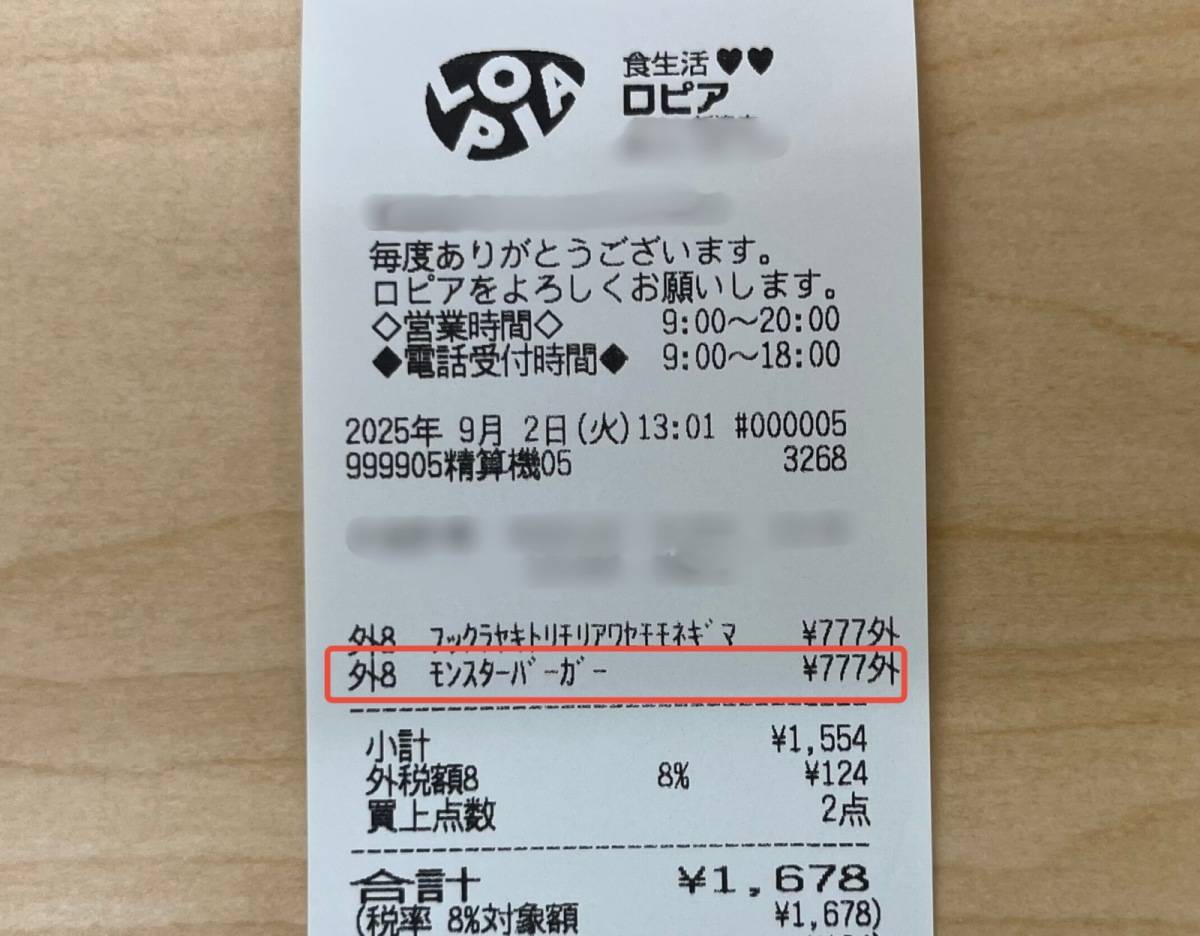 LOPIA
食生活♥♥
ロピア
毎度ありがとうございます。
ロピアをよろしくお願いします。
◇営業時間◇ 9:00~20:00
◆電話受付時間◆ 9:00~18:00
2025年 9月 2日(火)13:01 #000005
999905精算機05 3268
外8 フックラヤキトリモリアワヤモモネギマ ¥777外
外8 モンスターバーガー ¥777外
小計 ¥1,554
外税額8 8% ¥124
買上点数 2点
合計 ¥1,678
(税率 8%対象額 ¥1,678)